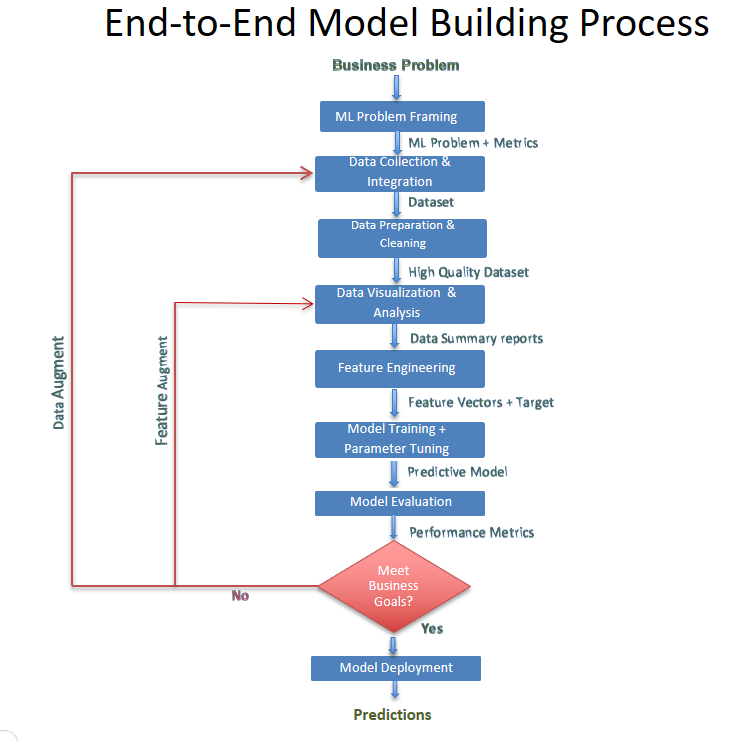 End-to-End Model Building Process
Business Problem
ML Problem Framing
ML Problem + Metrics
Data Collection &
Integration
Dataset
Data Preparation &
Cleaning
High Quality Dataset
Data Visualization &
Analysis
Data Summary reports
Feature Engineering
Feature Vectors + Target
Model Training +
Parameter Tuning
Predictive Model
Model Evaluation
Performance Metrics
Meet
Business
Goals?
No
Data Augment
Feature Augment
Yes
Model Deployment
Predictions